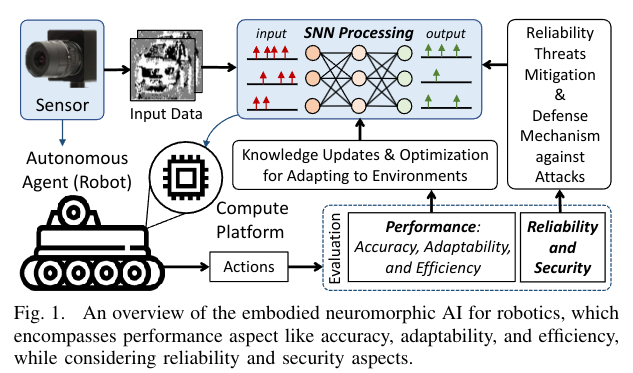 input
SNN Processing
output
Sensor
Input Data
Reliability
Threats
Mitigation
&
Defense
Mechanism
against
Attacks
Autonomous
Agent (Robot)
Knowledge Updates & Optimization
for Adapting to Environments
Compute
Platform
Actions
Evaluation
Performance:
Accuracy, Adaptability,
and Efficiency
Reliability
and
Security
Fig. 1. An overview of the embodied neuromorphic AI for robotics, which
encompasses performance aspect like accuracy, adaptability, and efficiency,
while considering reliability and security aspects.